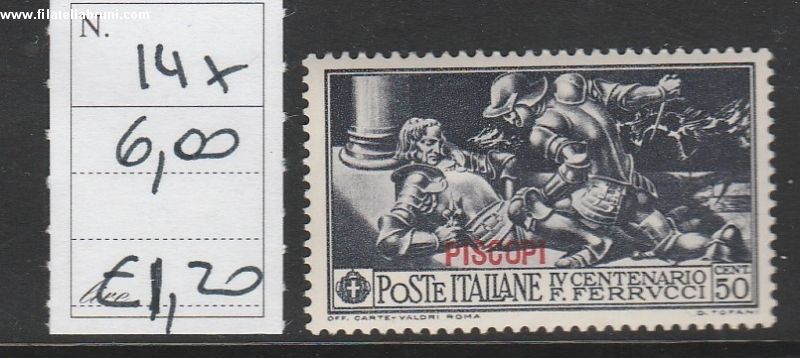 www.filateliabruni.com
N.
14x
6,00
€1,20
PISCOPI
POSTE ITALIANE IV CENTENARIO F. FERRVCCI CENT. 50
OFF. CARTE-VALORI ROMA